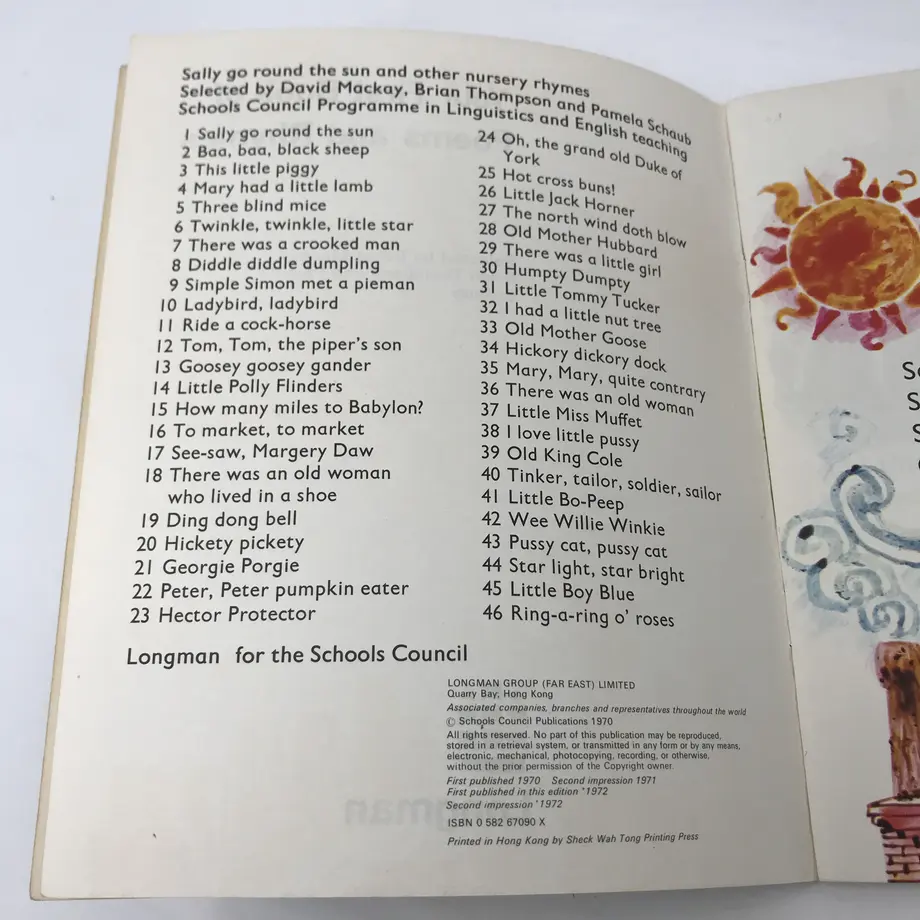 Sally go round the sun and other nursery rhymes
Selected by David Mackay, Brian Thompson and Pamela Schaub
Schools Council Programme in Linguistics and English teaching
1 Sally go round the sun
2 Baa, baa, black sheep
3 This little piggy
4 Mary had a little lamb
5 Three blind mice
6 Twinkle, twinkle, little star
7 There was a crooked man
8 Diddle diddle dumpling
9 Simple Simon met a pieman
10 Ladybird, ladybird
11 Ride a cock-horse
12 Tom, Tom, the piper's son
13 Goosey goosey gander
14 Little Polly Flinders
15 How many miles to Babylon?
16 To market, to market
17 See-saw, Margery Daw
18 There was an old woman
who lived in a shoe
19 Ding dong bell
20 Hickety pickety
21 Georgie Porgie
22 Peter, Peter pumpkin eater
23 Hector Protector
24 Oh, the grand old Duke of
York
25 Hot cross buns!
26 Little Jack Horner
27 The north wind doth blow
28 Old Mother Hubbard
29 There was a little girl
30 Humpty Dumpty
31 Little Tommy Tucker
32 I had a little nut tree
33 Old Mother Goose
34 Hickory dickory dock
35 Mary, Mary, quite contrary
36 There was an old woman
37 Little Miss Muffet
38 I love little pussy
39 Old King Cole
40 Tinker, tailor, soldier, sailor
41 Little Bo-Peep
42 Wee Willie Winkie
43 Pussy cat, pussy cat
44 Star light, star bright
45 Little Boy Blue
46 Ring-a-ring o' roses
Longman for the Schools Council
LONGMAN GROUP (FAR EAST) LIMITED
Quarry Bay, Hong Kong
Associated companies, branches and representatives throughout the world
© Schools Council Publications 1970
All rights reserved. No part of this publication may be reproduced,
stored in a retrieval system, or transmitted in any form or by any means,
electronic, mechanical, photocopying, recording, or otherwise,
without the prior permission of the Copyright owner.
First published 1970 Second impression 1971
First published in this edition *1972
Second impression *1972
ISBN 0 582 67090 X
Printed in Hong Kong by Sheck Wah Tong Printing Press